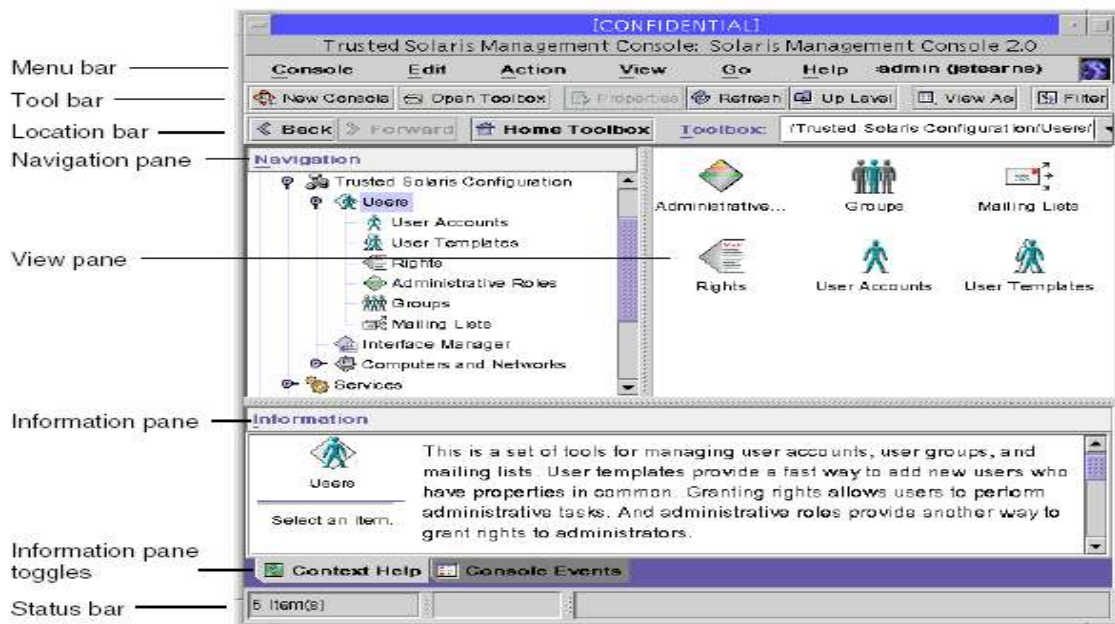 [CONFIDENTIAL]
Trusted Solaris Management Console: Solaris Management Console 2.0
Menu bar
Console Edit Action View Go Help admin (jstearns)
Tool bar
New Console Open Toolbox Properties Refresh Up Level View As Filter
Location bar
Back Forward Home Toolbox Toolbox: /Trusted Solaris Configuration/Users/
Navigation pane
Navigation
Trusted Solaris Configuration
Users
User Accounts
User Templates
Rights
Administrative Roles
Groups
Mailing Lists
Interface Manager
Computers and Networks
Services
View pane
Administrative...
Groups
Mailing Lists
Rights
User Accounts
User Templates
Information pane
Information
Users
Select an Item.
This is a set of tools for managing user accounts, user groups, and
mailing lists. User templates provide a fast way to add new users who
have properties in common. Granting rights allows users to perform
administrative tasks. And administrative roles provide another way to
grant rights to administrators.
Information pane
toggles
Context Help Console Events
Status bar
5 Item(s)